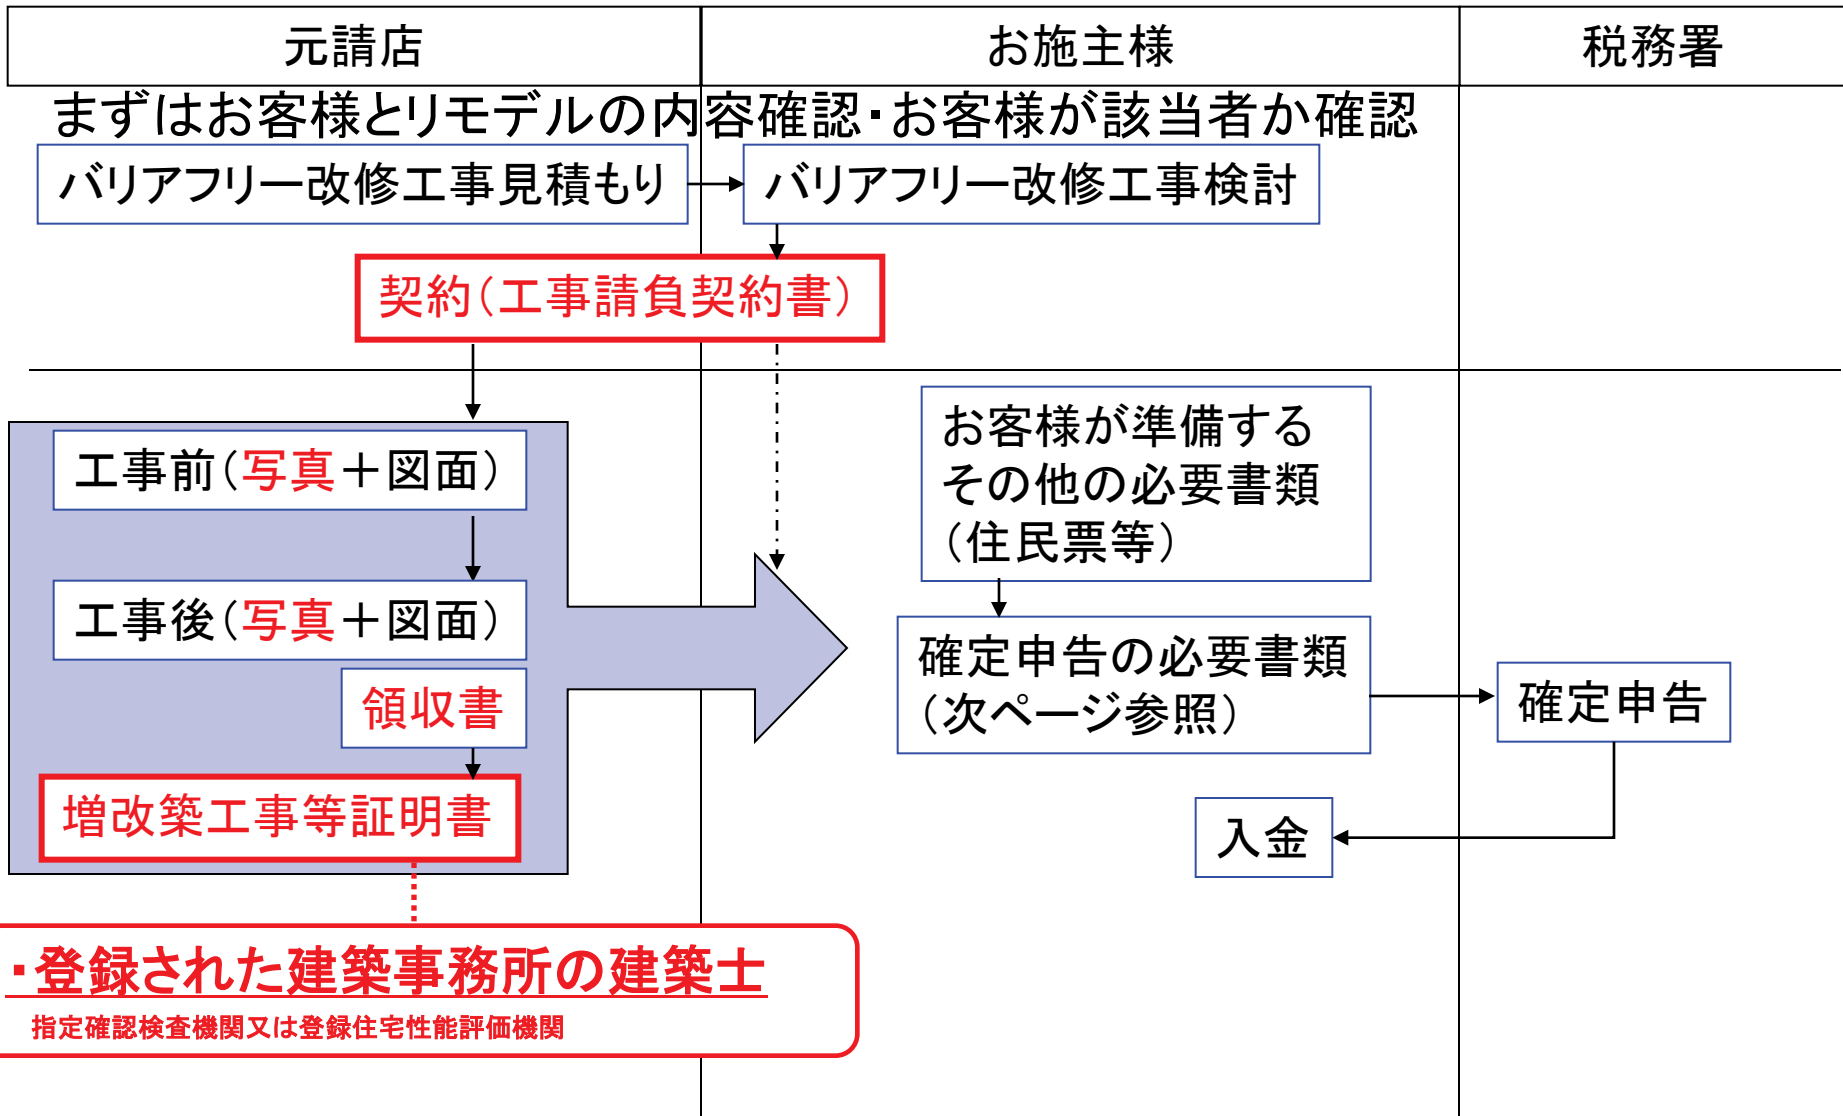 元請店
お施主様
税務署
まずはお客様とリモデルの内容確認・お客様が該当者か確認
バリアフリー改修工事見積もり
バリアフリー改修工事検討
契約（工事請負契約書）
工事前（写真＋図面）
工事後（写真＋図面）
領収書
増改築工事等証明書
お客様が準備する
その他の必要書類
（住民票等）
確定申告の必要書類
（次ページ参照）
確定申告
入金
・登録された建築事務所の建築士
指定確認検査機関又は登録住宅性能評価機関